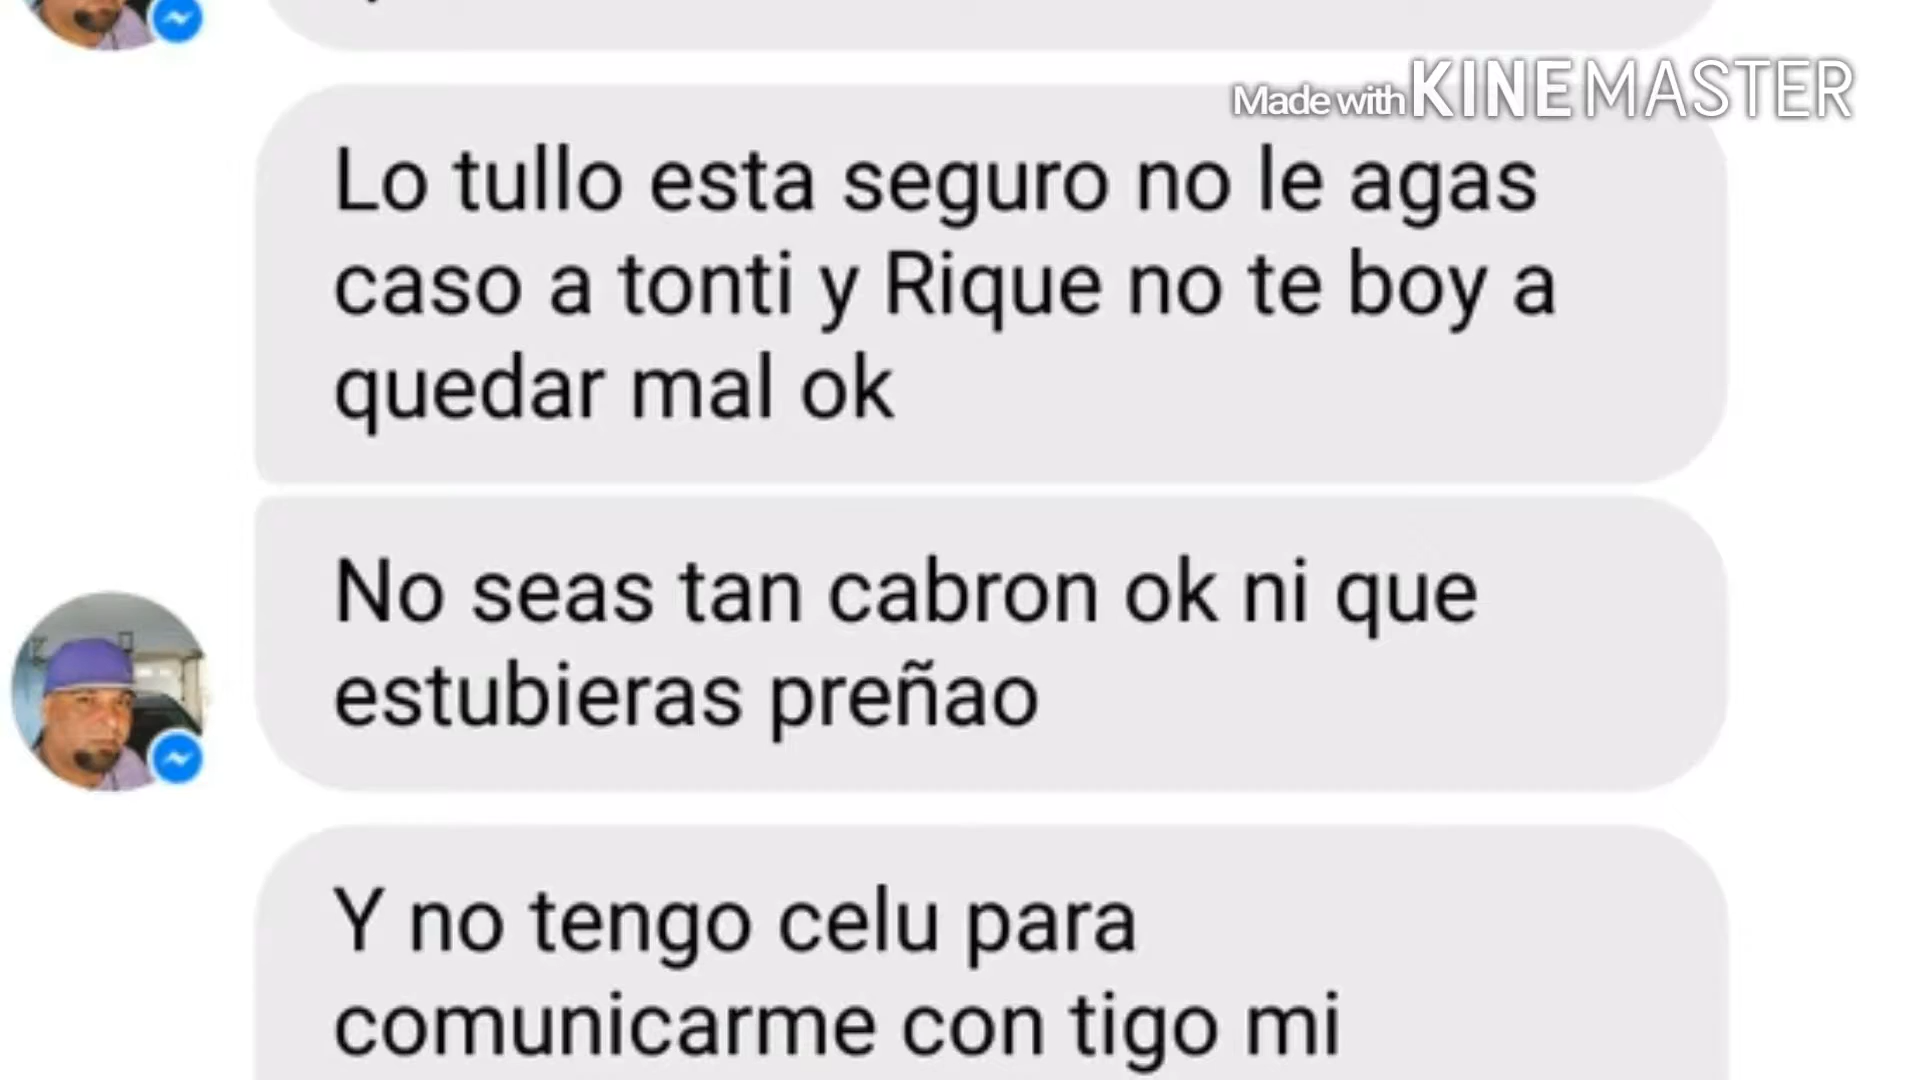 Made with KINEMASTER
Lo tullo esta seguro no le agas
caso a tonti y Rique no te boy a
quedar mal ok
No seas tan cabron ok ni que
estubieras preñao
Y no tengo celu para
comunicarme con tigo mi